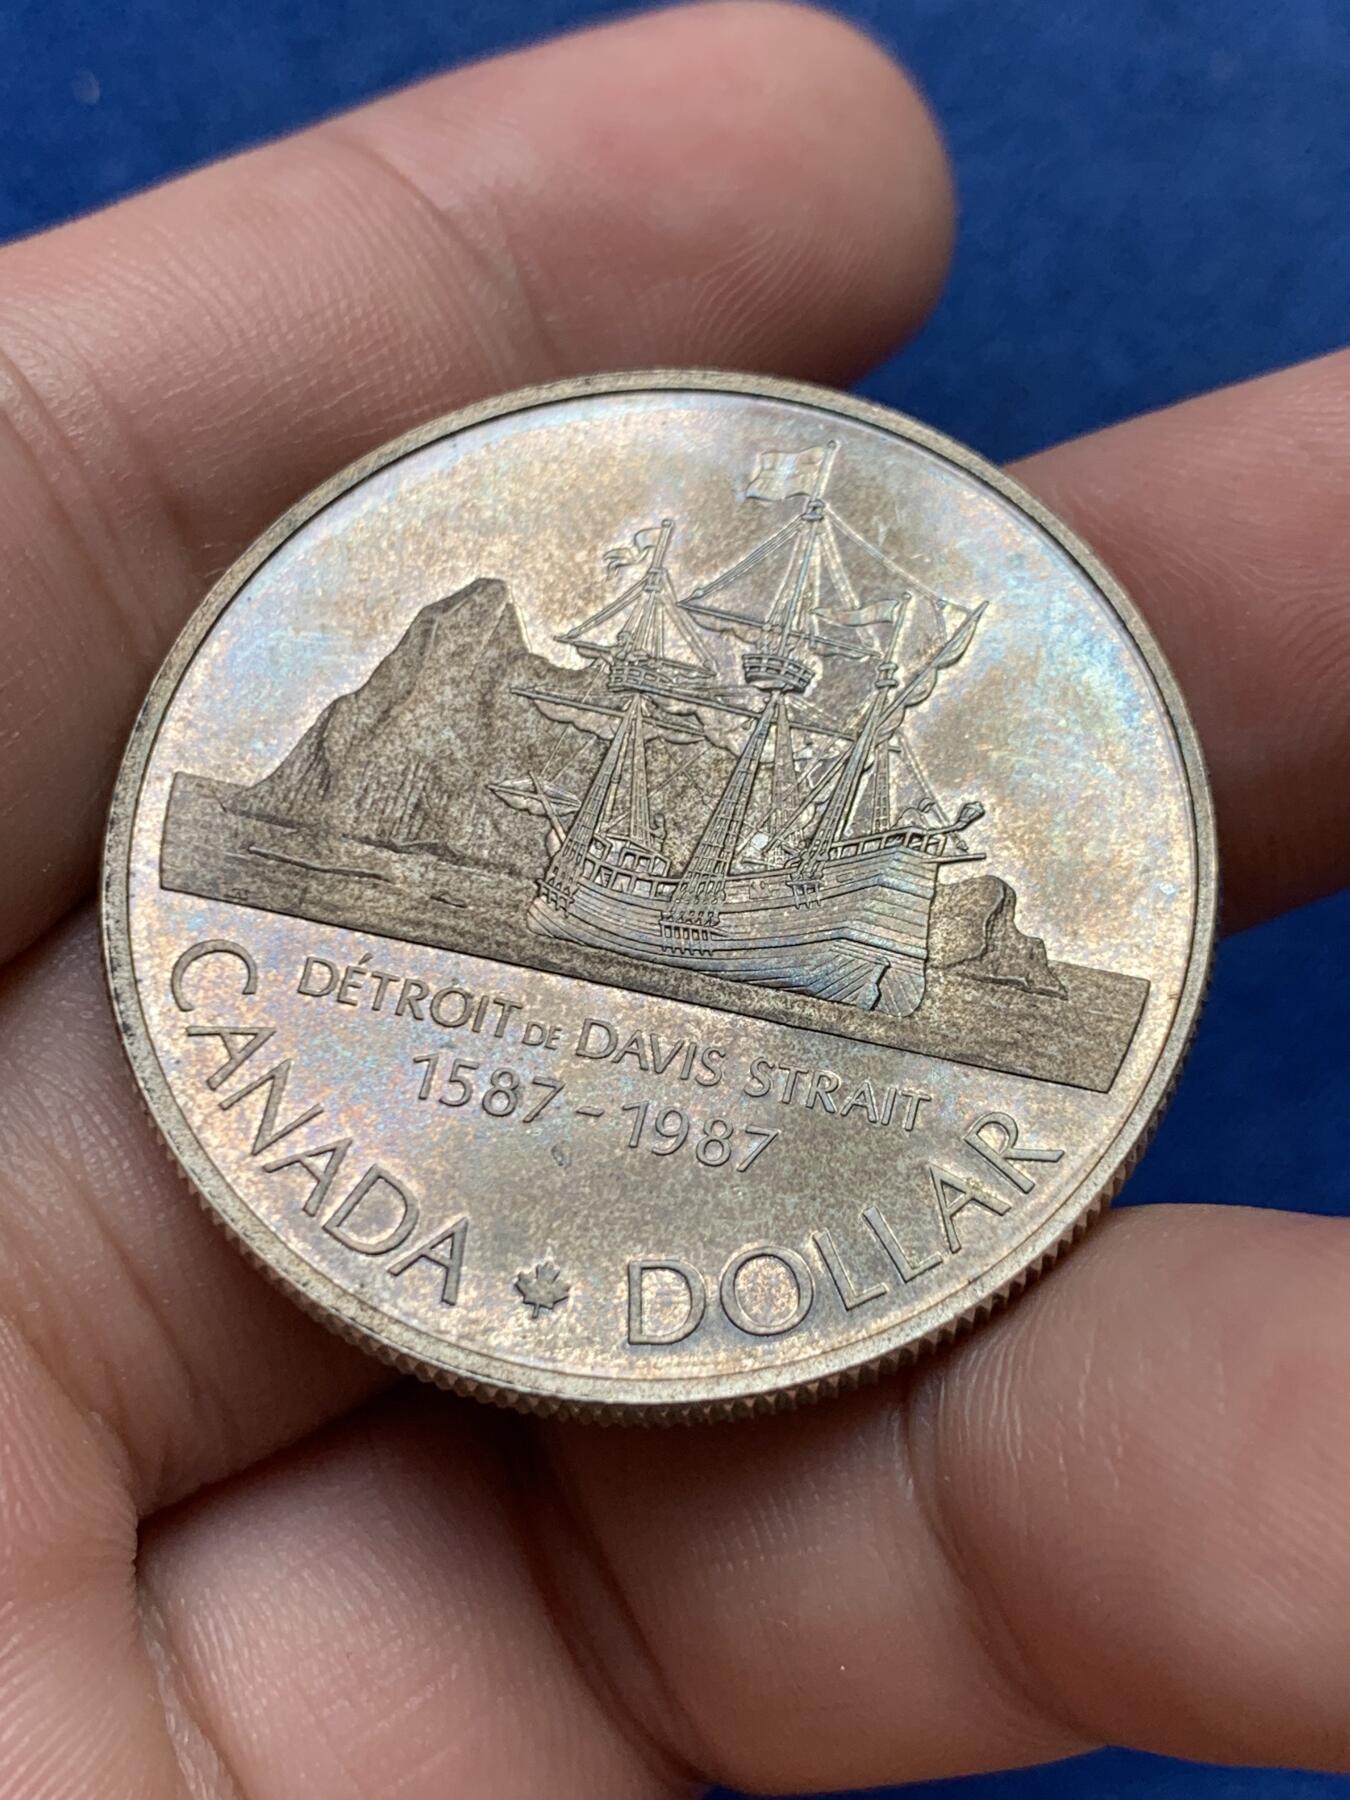 DÉTROIT DE DAVIS STRAIT
1587-1987
CANADA DOLLAR